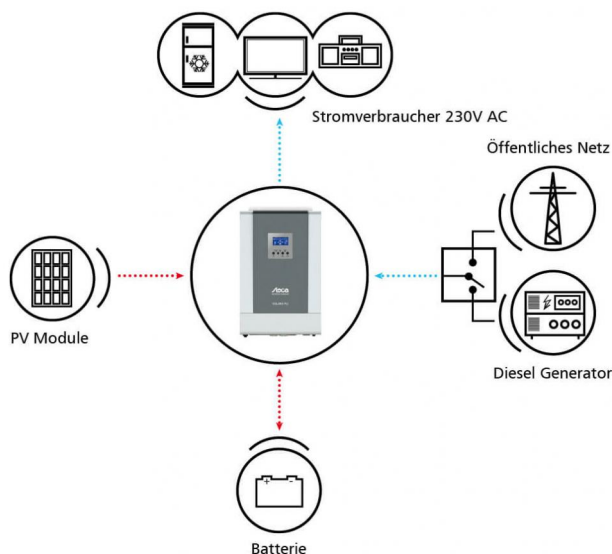 Stromverbraucher 230V AC
Öffentliches Netz
Steca
PV Module
Diesel Generator
+ -
Batterie